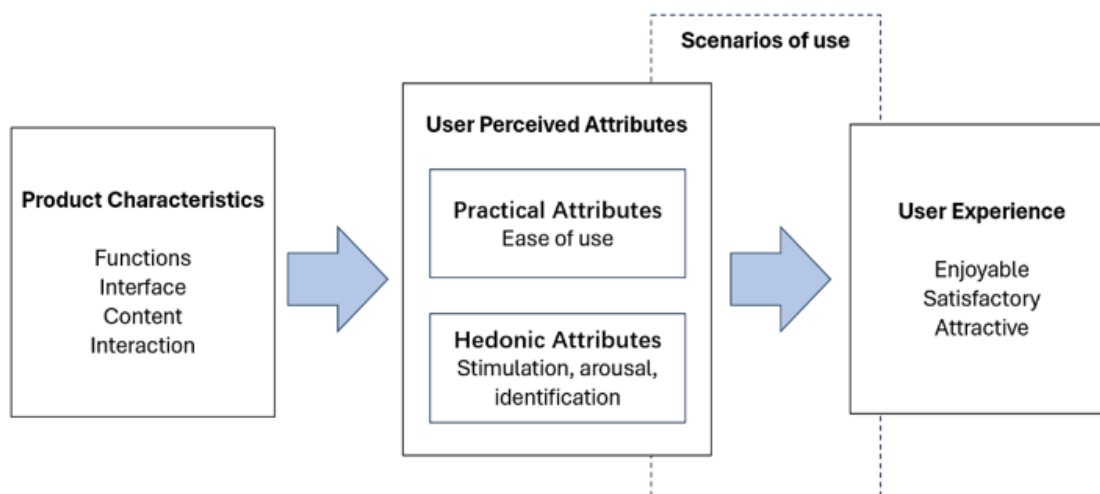 Scenarios of use
Product Characteristics
Functions
Interface
Content
Interaction
User Perceived Attributes
Practical Attributes
Ease of use
Hedonic Attributes
Stimulation, arousal,
identification
User Experience
Enjoyable
Satisfactory
Attractive